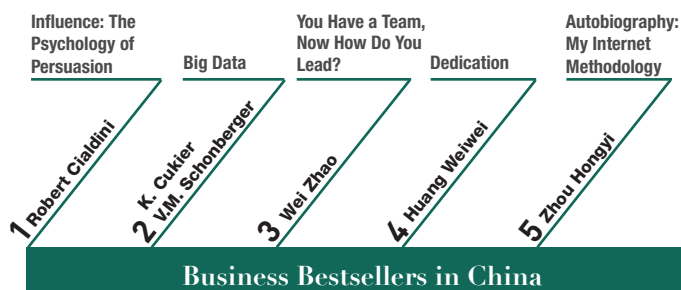 Influence: The
Psychology of
Persuasion
1 Robert Cialdini
Big Data
2 K. Cukier
V.M. Schonberger
You Have a Team,
Now How Do You
Lead?
3 Wei Zhao
Dedication
4 Huang Weiwei
Autobiography:
My Internet
Methodology
5 Zhou Hongyi
Business Bestsellers in China